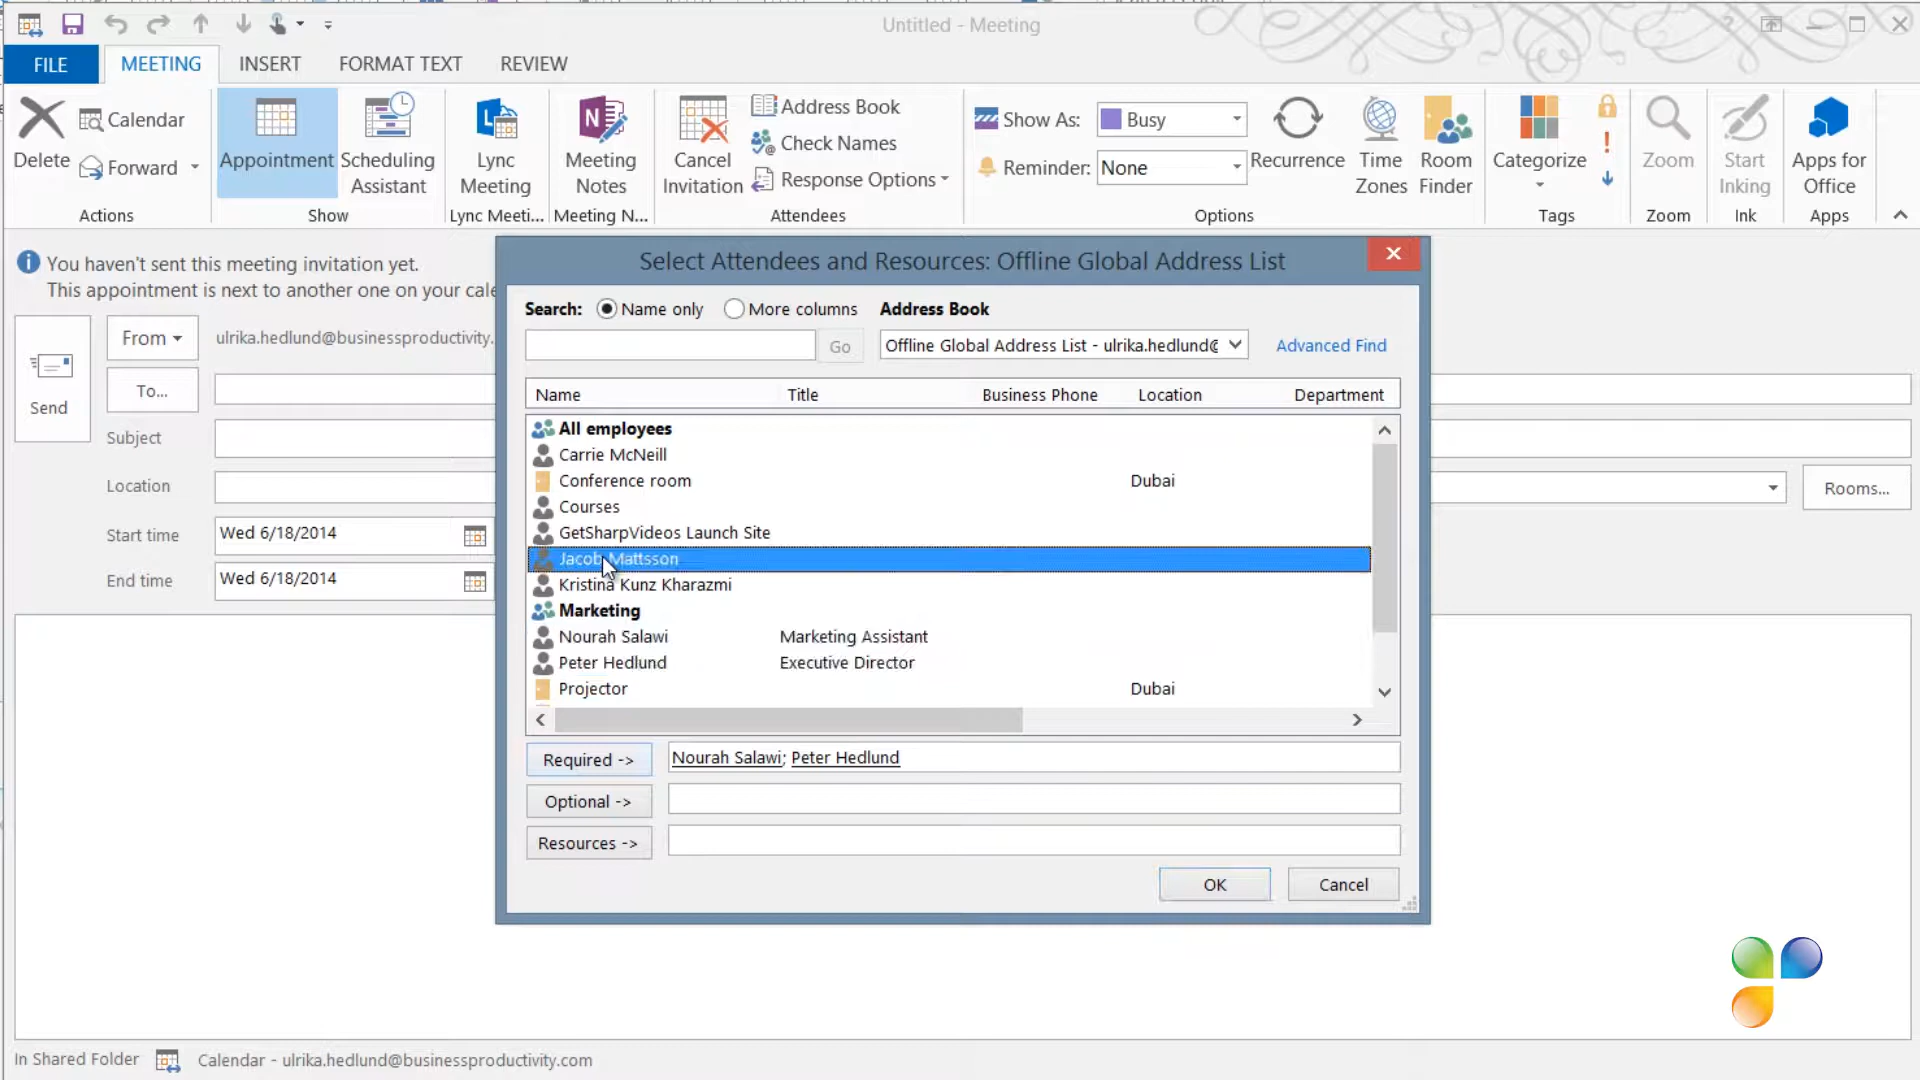 Untitled - Meeting
FILE
MEETING
INSERT
FORMAT TEXT
REVIEW
Delete
Calendar
Forward
Actions
Appointment
Scheduling
Assistant
Show
Lync
Meeting
Lync Meeti...
Meeting
Notes
Meeting N...
Cancel
Invitation
Address Book
Check Names
Response Options
Attendees
Show As: Busy
Reminder: None
Recurrence
Time
Zones
Room
Finder
Options
Categorize
Tags
Zoom
Zoom
Start
Inking
Ink
Apps for
Office
Apps
You haven't sent this meeting invitation yet.
This appointment is next to another one on your cale
Send
From
ulrika.hedlund@businessproductivity.
To...
Subject
Location
Rooms...
Start time Wed 6/18/2014
End time Wed 6/18/2014
Select Attendees and Resources: Offline Global Address List
Search: Name only More columns Address Book
Go Offline Global Address List - ulrika.hedlund@ Advanced Find
Name Title Business Phone Location Department
All employees
Carrie McNeill
Conference room Dubai
Courses
GetSharpVideos Launch Site
Jacob Mattsson
Kristina Kunz Kharazmi
Marketing
Nourah Salawi Marketing Assistant
Peter Hedlund Executive Director
Projector Dubai
Required -> Nourah Salawi; Peter Hedlund
Optional ->
Resources ->
OK Cancel
In Shared Folder Calendar - ulrika.hedlund@businessproductivity.com